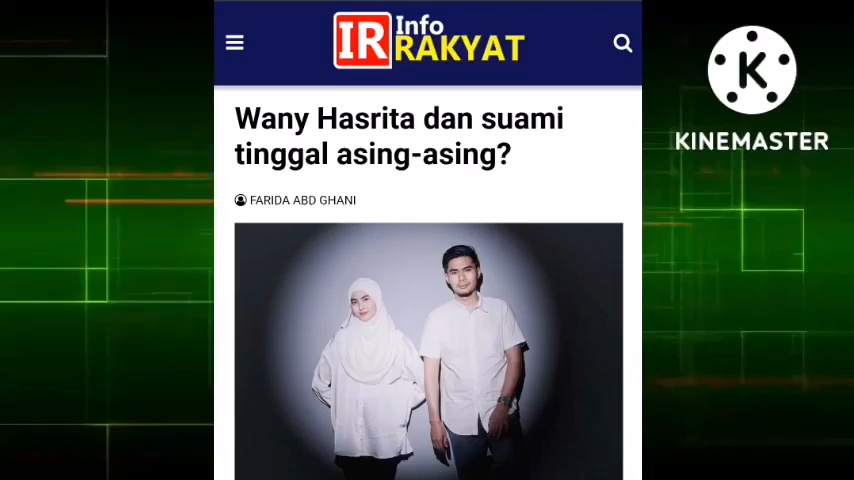 IR Info
RAKYAT
K
KINEMASTER
Wany Hasrita dan suami
tinggal asing-asing?
FARIDA ABD GHANI